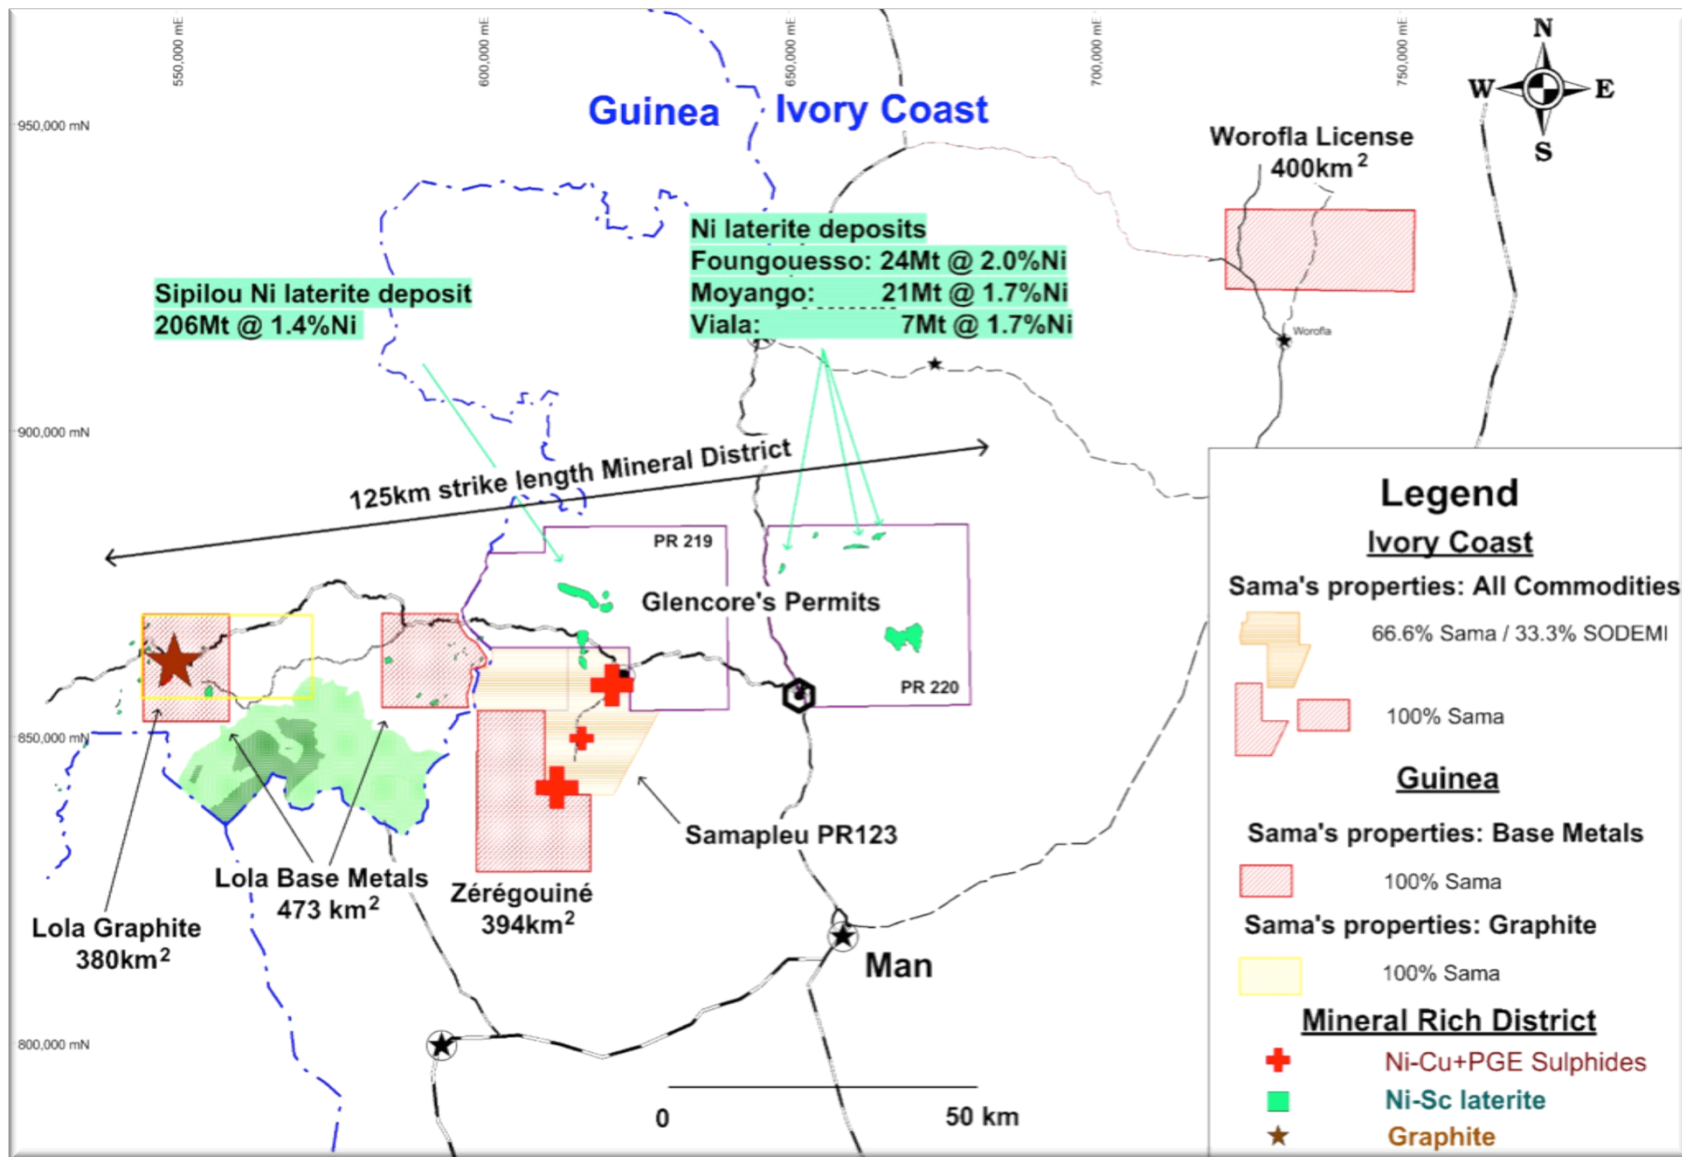 550,000 mE
600,000 mE
650,000 mE
700,000 mE
750,000 mE
N
W
E
S
950,000 mN
Guinea
Ivory Coast
Worofla License
400km²
Ni laterite deposits
Foungouesso: 24Mt @ 2.0%Ni
Moyango: 21Mt @ 1.7%Ni
Viala: 7Mt @ 1.7%Ni
Sipilou Ni laterite deposit
206Mt @ 1.4%Ni
Worofla
900,000 mN
125km strike length Mineral District
PR 219
Glencore's Permits
PR 220
850,000 mN
Samapleu PR123
Lola Base Metals
473 km²
Zérégouiné
394km²
Lola Graphite
380km²
Man
800,000 mN
0
50 km
Legend
Ivory Coast
Sama's properties: All Commodities
66.6% Sama / 33.3% SODEMI
100% Sama
Guinea
Sama's properties: Base Metals
100% Sama
Sama's properties: Graphite
100% Sama
Mineral Rich District
Ni-Cu+PGE Sulphides
Ni-Sc laterite
Graphite